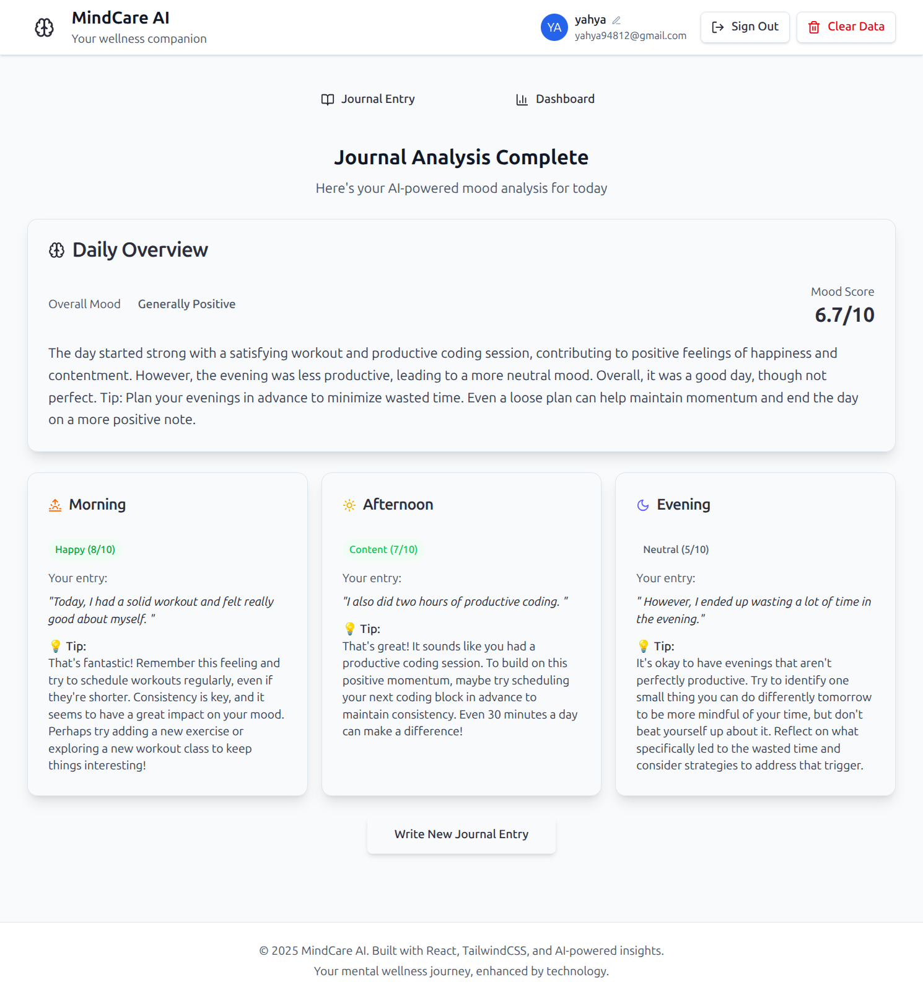 MindCare AI
Your wellness companion
YA
yahya
yahya94812@gmail.com
Sign Out
Clear Data
Journal Entry
Dashboard
Journal Analysis Complete
Here's your AI-powered mood analysis for today
Daily Overview
Overall Mood
Generally Positive
Mood Score
6.7/10
The day started strong with a satisfying workout and productive coding session, contributing to positive feelings of happiness and
contentment. However, the evening was less productive, leading to a more neutral mood. Overall, it was a good day, though not
perfect. Tip: Plan your evenings in advance to minimize wasted time. Even a loose plan can help maintain momentum and end the day
on a more positive note.
Morning
Happy (8/10)
Your entry:
"Today, I had a solid workout and felt really
good about myself. "
💡 Tip:
That's fantastic! Remember this feeling and
try to schedule workouts regularly, even if
they're shorter. Consistency is key, and it
seems to have a great impact on your mood.
Perhaps try adding a new exercise or
exploring a new workout class to keep
things interesting!
Afternoon
Content (7/10)
Your entry:
"I also did two hours of productive coding. "
💡 Tip:
That's great! It sounds like you had a
productive coding session. To build on this
positive momentum, maybe try scheduling
your next coding block in advance to
maintain consistency. Even 30 minutes a day
can make a difference!
Evening
Neutral (5/10)
Your entry:
" However, I ended up wasting a lot of time in
the evening."
💡 Tip:
It's okay to have evenings that aren't
perfectly productive. Try to identify one
small thing you can do differently tomorrow
to be more mindful of your time, but don't
beat yourself up about it. Reflect on what
specifically led to the wasted time and
consider strategies to address that trigger.
Write New Journal Entry
© 2025 MindCare AI. Built with React, TailwindCSS, and AI-powered insights.
Your mental wellness journey, enhanced by technology.